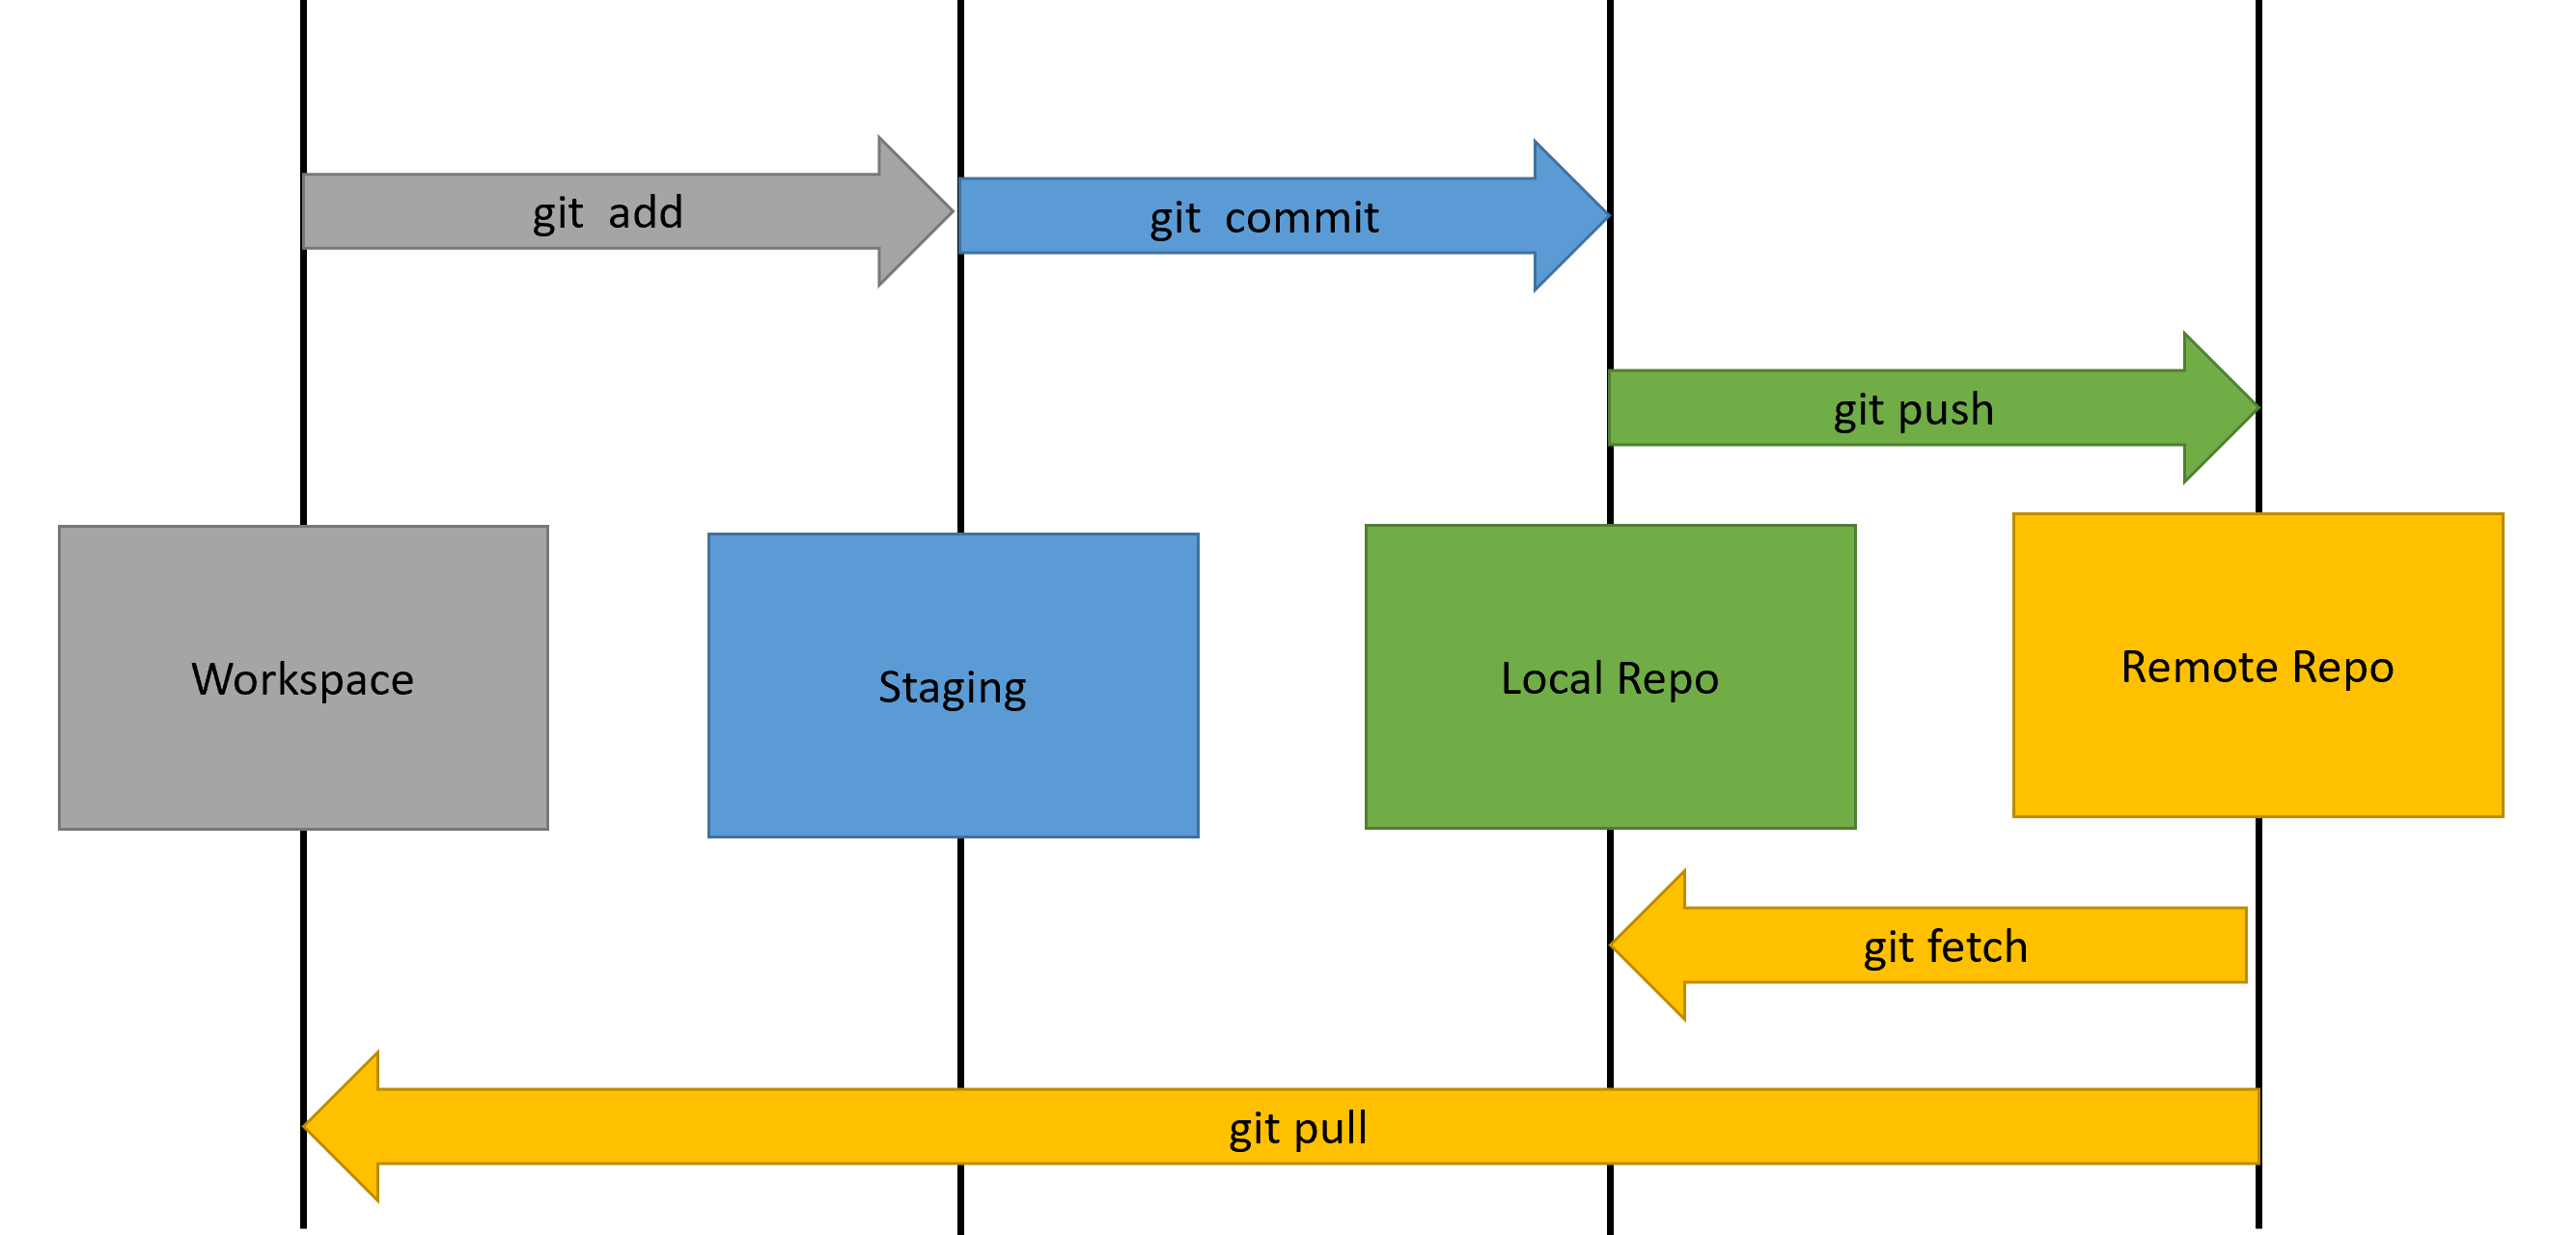 git  add
git  commit
git push
Workspace
Staging
Local Repo
Remote Repo
git fetch
git pull